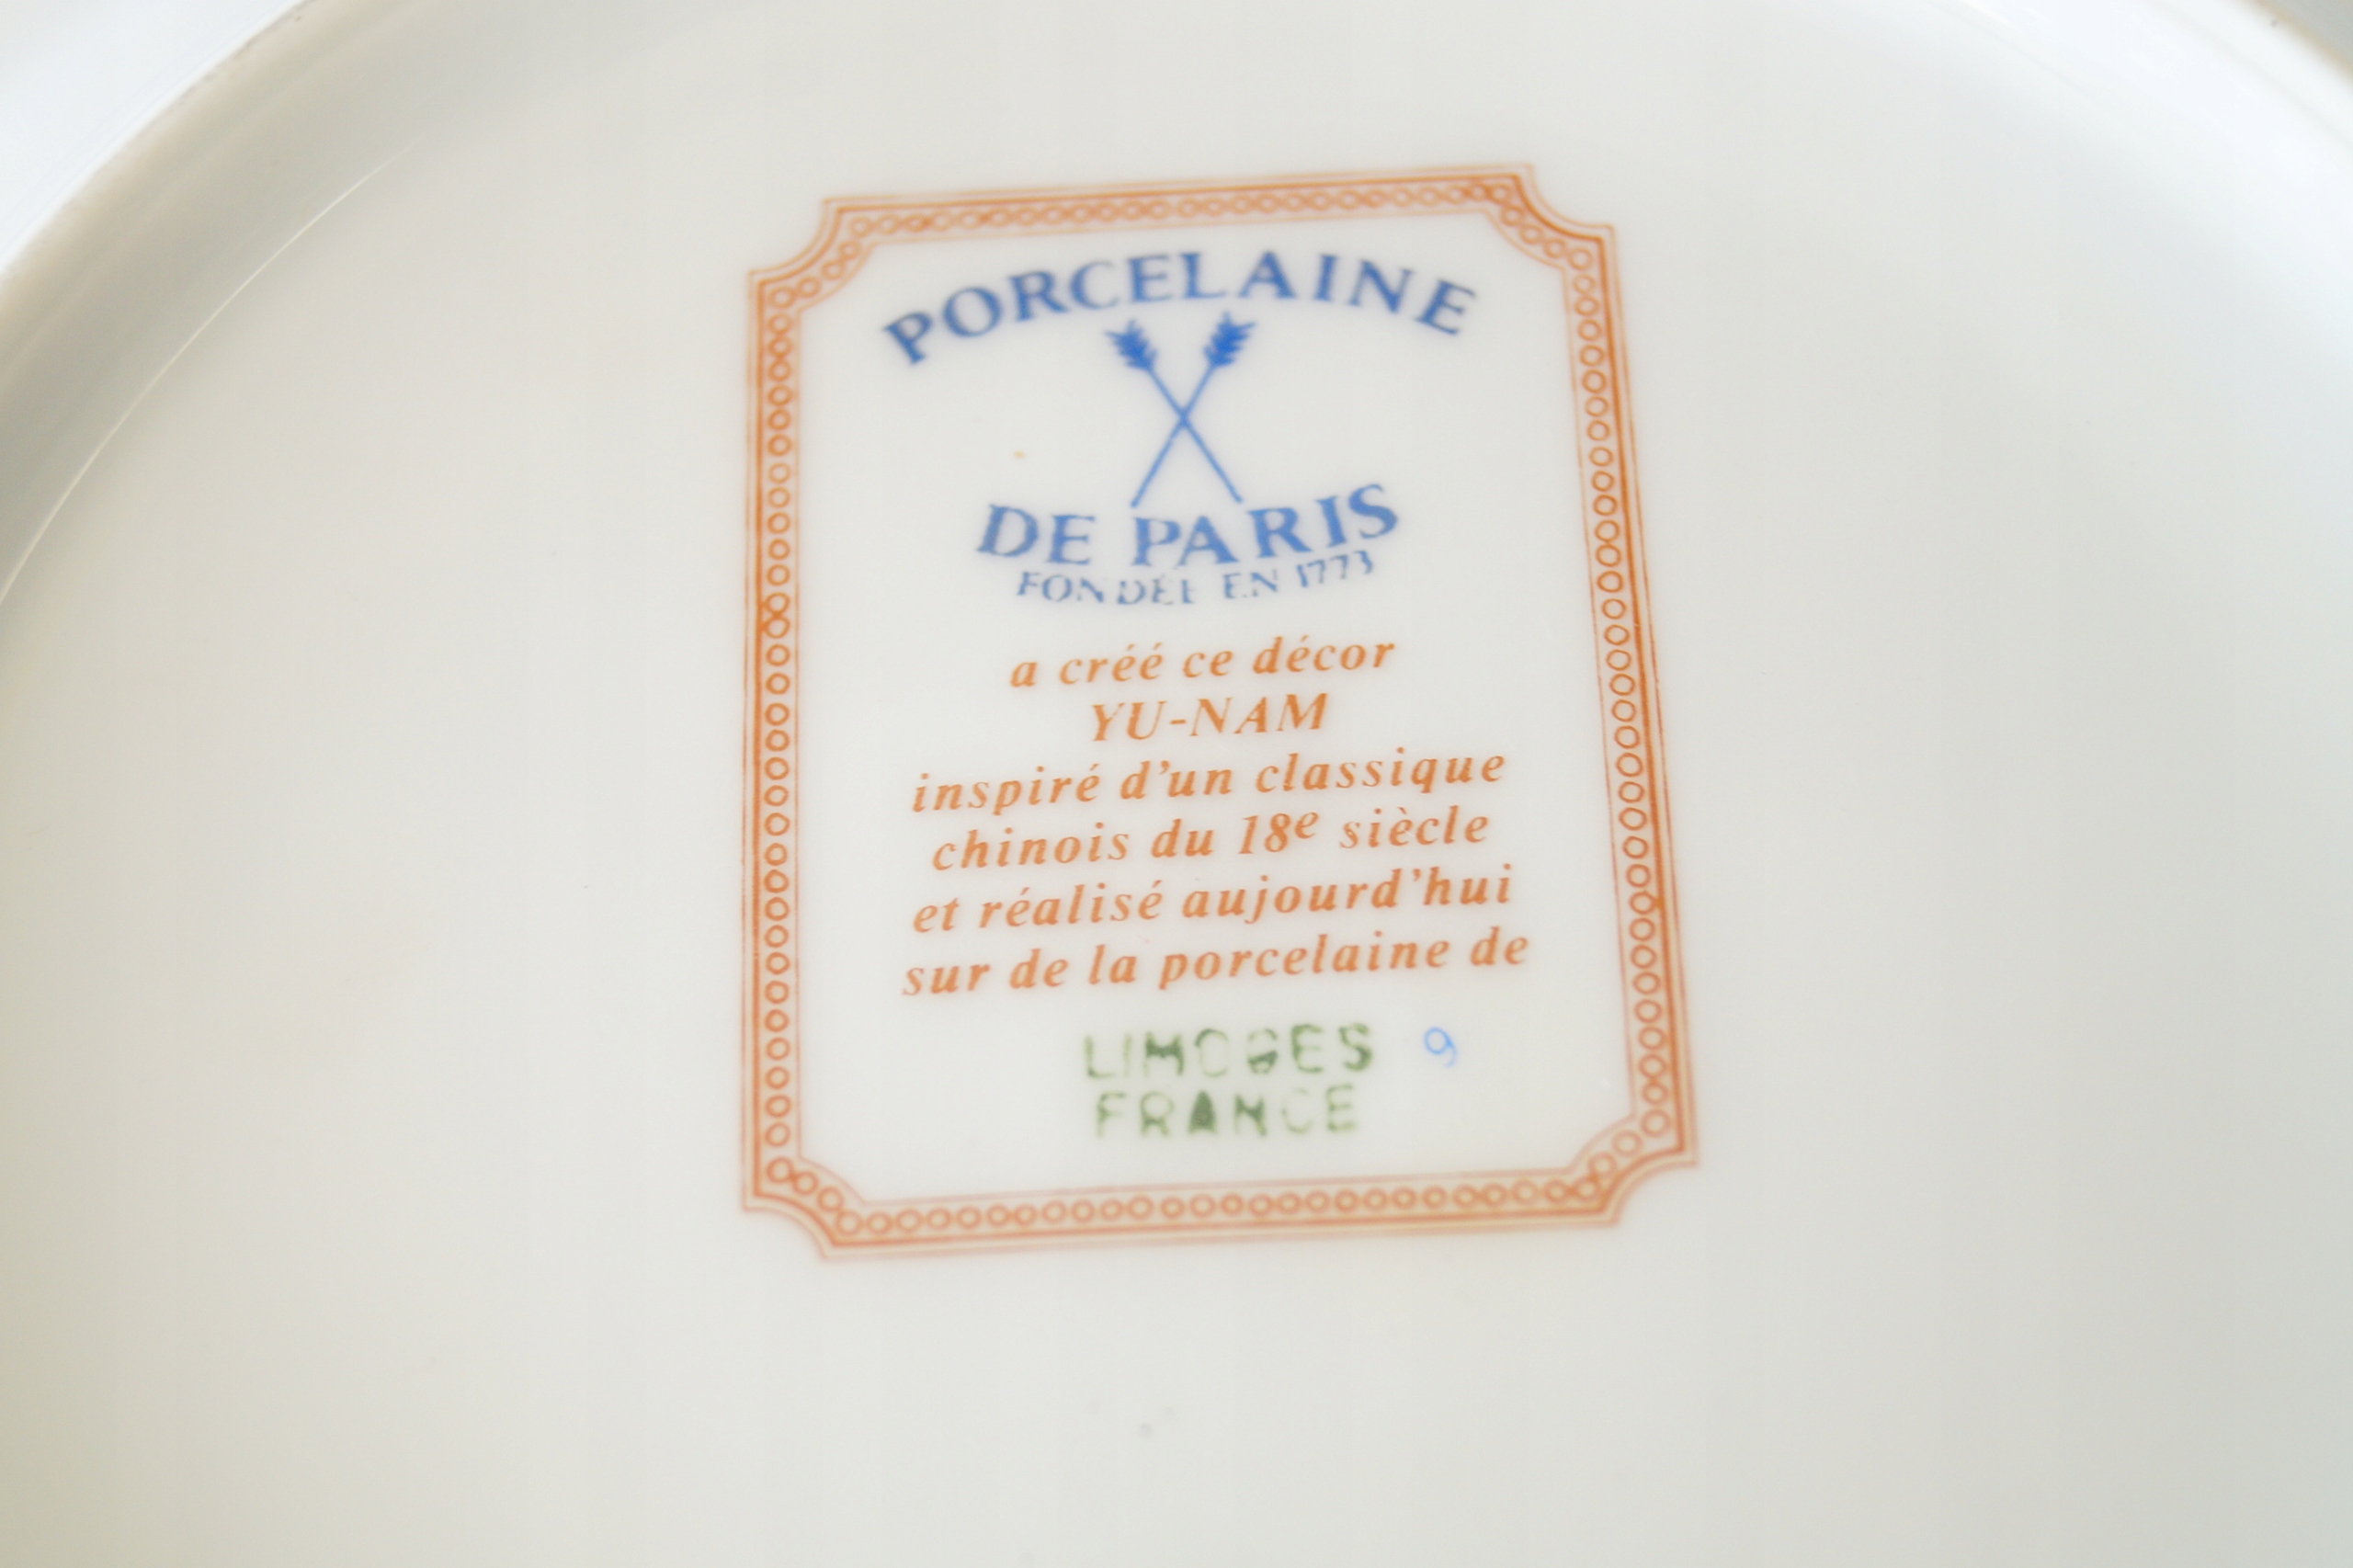 PORCELAINE
DE PARIS
FONDÉE EN 1773
a créé ce décor
YU-NAM
inspiré d'un classique
chinois du 18e siècle
et réalisé aujourd'hui
sur de la porcelaine de
LIMOGES 9
FRANCE